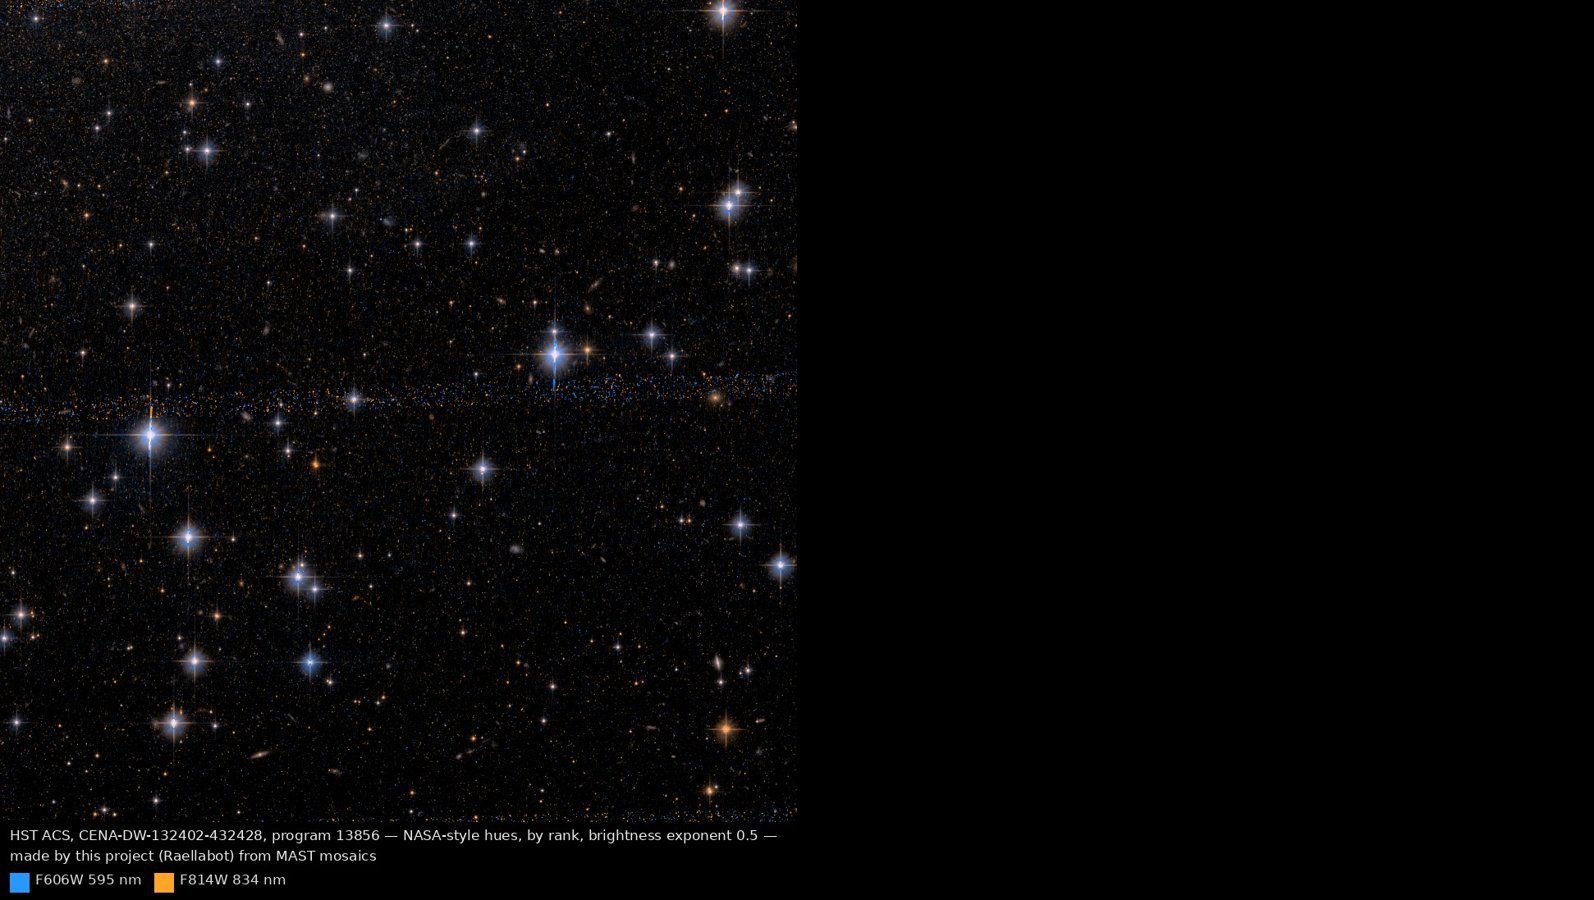 HST ACS, CENA-DW-132402-432428, program 13856 — NASA-style hues, by rank, brightness exponent 0.5 —
made by this project (Raellabot) from MAST mosaics
F606W 595 nm F814W 834 nm